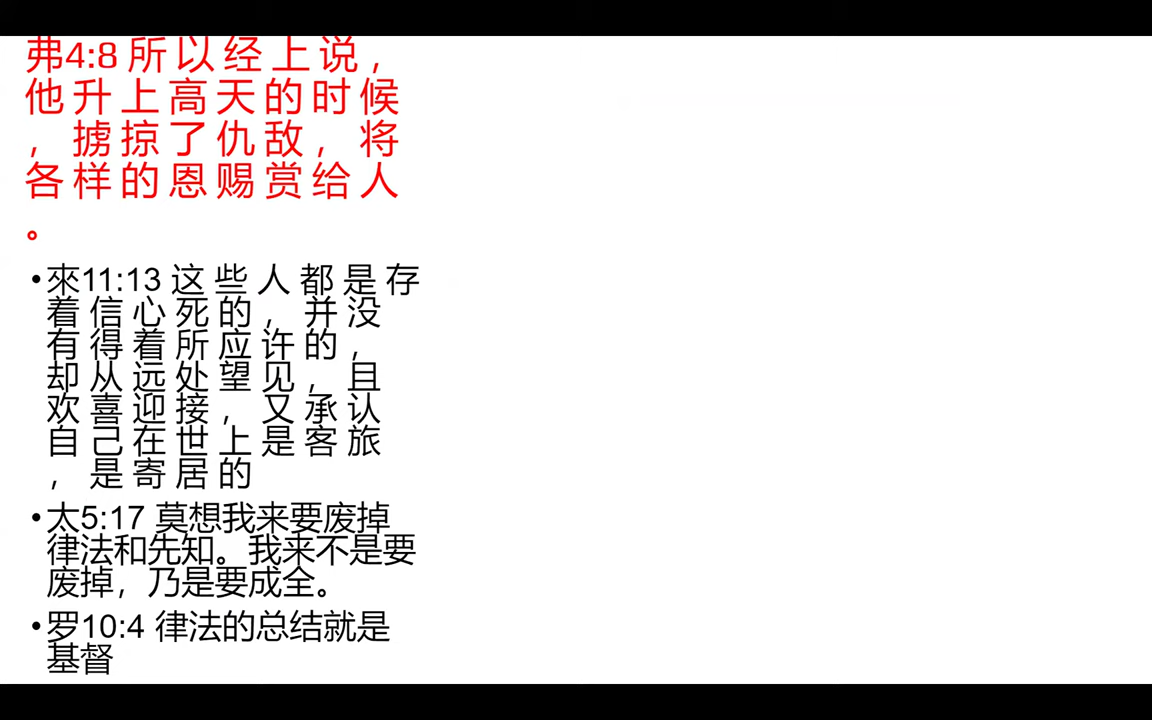 弗4:8 所以经上说，
他升上高天的时候
，掳掠了仇敌，将
各样的恩赐赏给人
。
•來11:13 这些人都是存
着信心死的，并没
有得着所应许的，
却从远处望见，且
欢喜迎接，又承认
自己在世上是客旅
，是寄居的
•太5:17 莫想我来要废掉
律法和先知。我来不是要
废掉，乃是要成全。
•罗10:4 律法的总结就是
基督